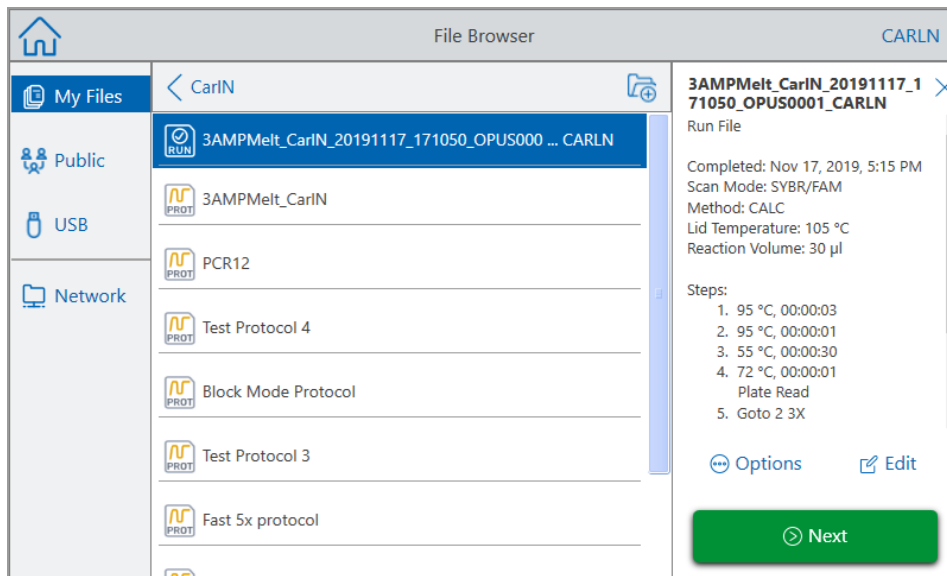 File Browser
CARLN
My Files
Public
USB
Network
CarIN
RUN
3AMPMelt_CarIN_20191117_171050_OPUS000 ... CARLN
PROT
3AMPMelt_CarIN
PROT
PCR12
PROT
Test Protocol 4
PROT
Block Mode Protocol
PROT
Test Protocol 3
PROT
Fast 5x protocol
3AMPMelt_CarIN_20191117_1
71050_OPUS0001_CARLN
Run File
Completed: Nov 17, 2019, 5:15 PM
Scan Mode: SYBR/FAM
Method: CALC
Lid Temperature: 105 °C
Reaction Volume: 30 µl
Steps:
1. 95 °C, 00:00:03
2. 95 °C, 00:00:01
3. 55 °C, 00:00:30
4. 72 °C, 00:00:01
Plate Read
5. Goto 2 3X
Options
Edit
Next